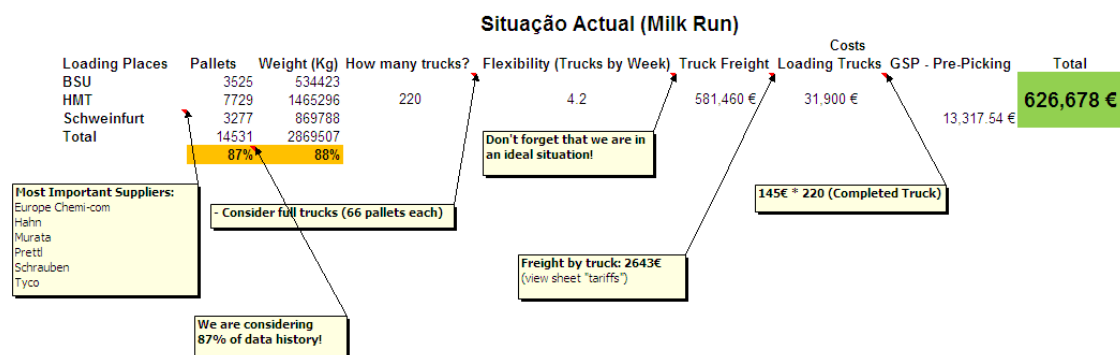 Situação Actual (Milk Run)
Costs
Loading Places Pallets Weight (Kg) How many trucks? Flexibility (Trucks by Week) Truck Freight Loading Trucks GSP - Pre-Picking Total
BSU 3525 534423
HMT 7729 1465296 220 4.2 581,460 € 31,900 € 626,678 €
Schweinfurt 3277 869788 13,317.54 €
Total 14531 2869507
87% 88%
Don't forget that we are in
an ideal situation!
Most Important Suppliers:
Europe Chemi-com
Hahn
Murata
Prettl
Schrauben
Tyco
- Consider full trucks (66 pallets each)
145€ * 220 (Completed Truck)
Freight by truck: 2643€
(view sheet "tariffs")
We are considering
87% of data history!